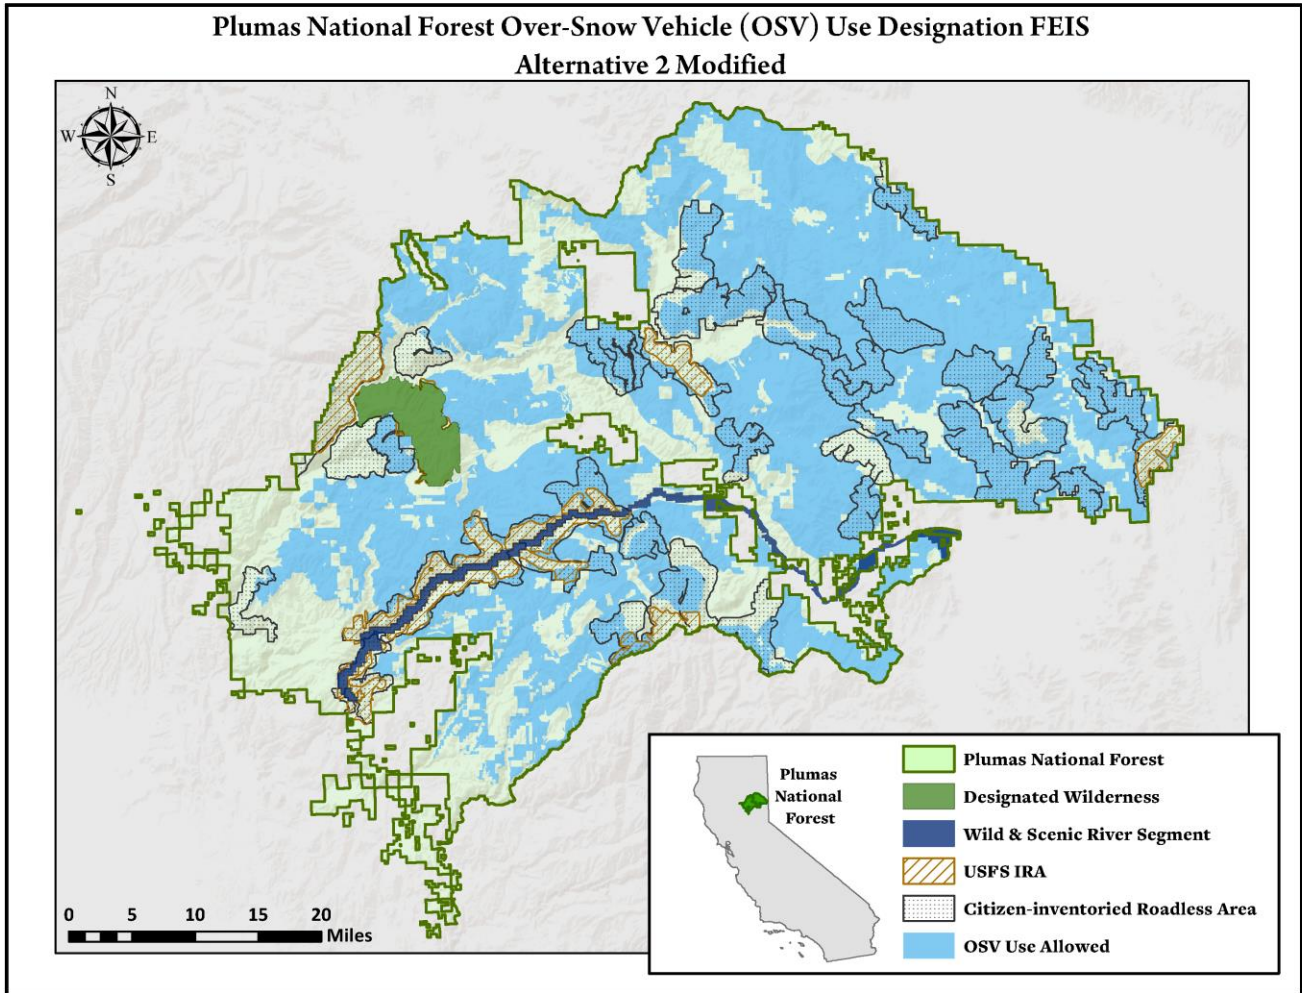 Plumas National Forest Over-Snow Vehicle (OSV) Use Designation FEIS
Alternative 2 Modified
N
W E
S
Plumas
National
Forest
Plumas National Forest
Designated Wilderness
Wild & Scenic River Segment
USFS IRA
Citizen-inventoried Roadless Area
OSV Use Allowed
0 5 10 15 20
Miles